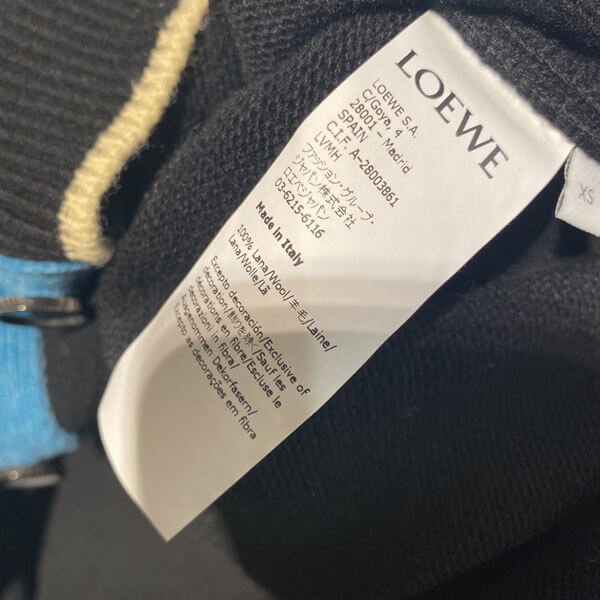 LOEWE
LOEWE S.A.
C/Goya, 4
28001 - Madrid
SPAIN
C.I.F. A-28003861
LVMH
ファッション・グループ・
ジャパン株式会社
ロエベジャパン
03-6215-6116
Made in Italy
100% Lana/Wool/羊毛/Laine/
Lana/Wolle/Lã
Excepto decoración/Exclusive of
decoration/飾りを除く/Sauf les
décorations en fibre/Escluse le
decorazioni in fibra/
Ausgenommen Dekorfasern/
Excepto as decorações em fibra
XS